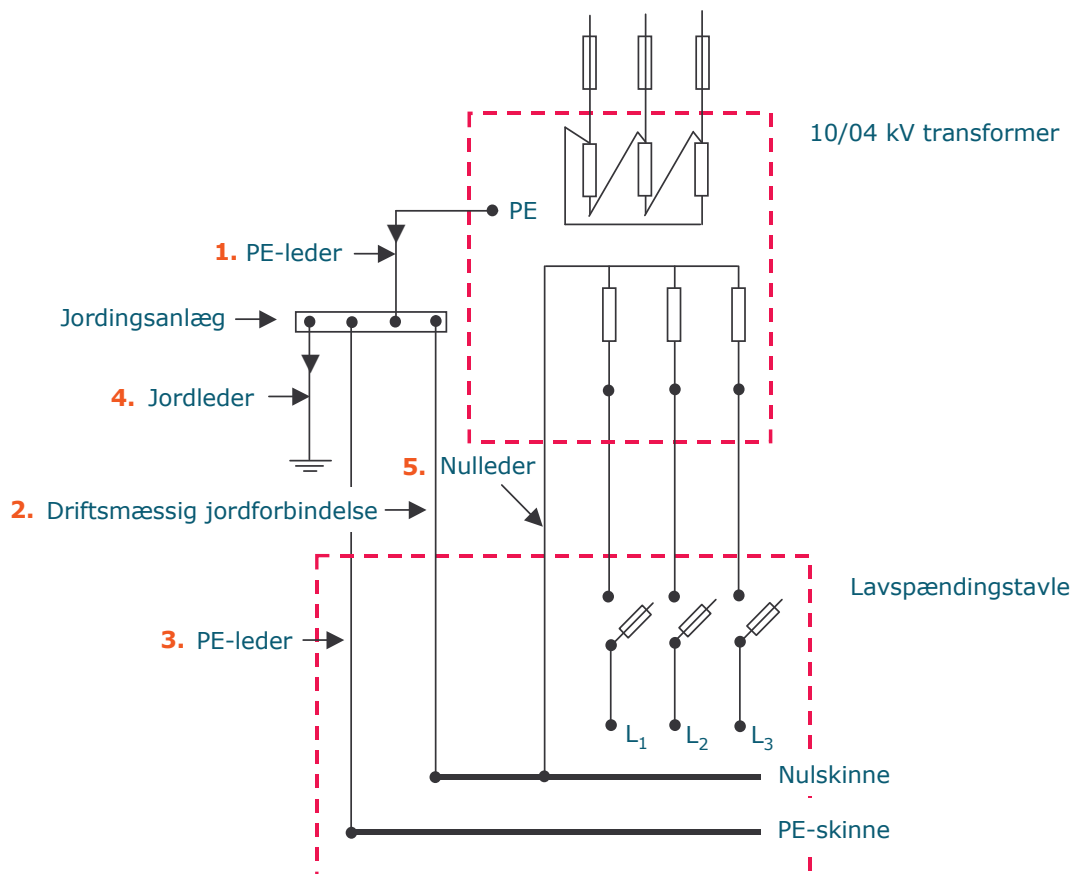 10/04 kV transformer
PE
1. PE-leder
Jordingsanlæg
4. Jordleder
5. Nulleder
2. Driftsmæssig jordforbindelse
Lavspændingstavle
3. PE-leder
L1 L2 L3
Nulskinne
PE-skinne